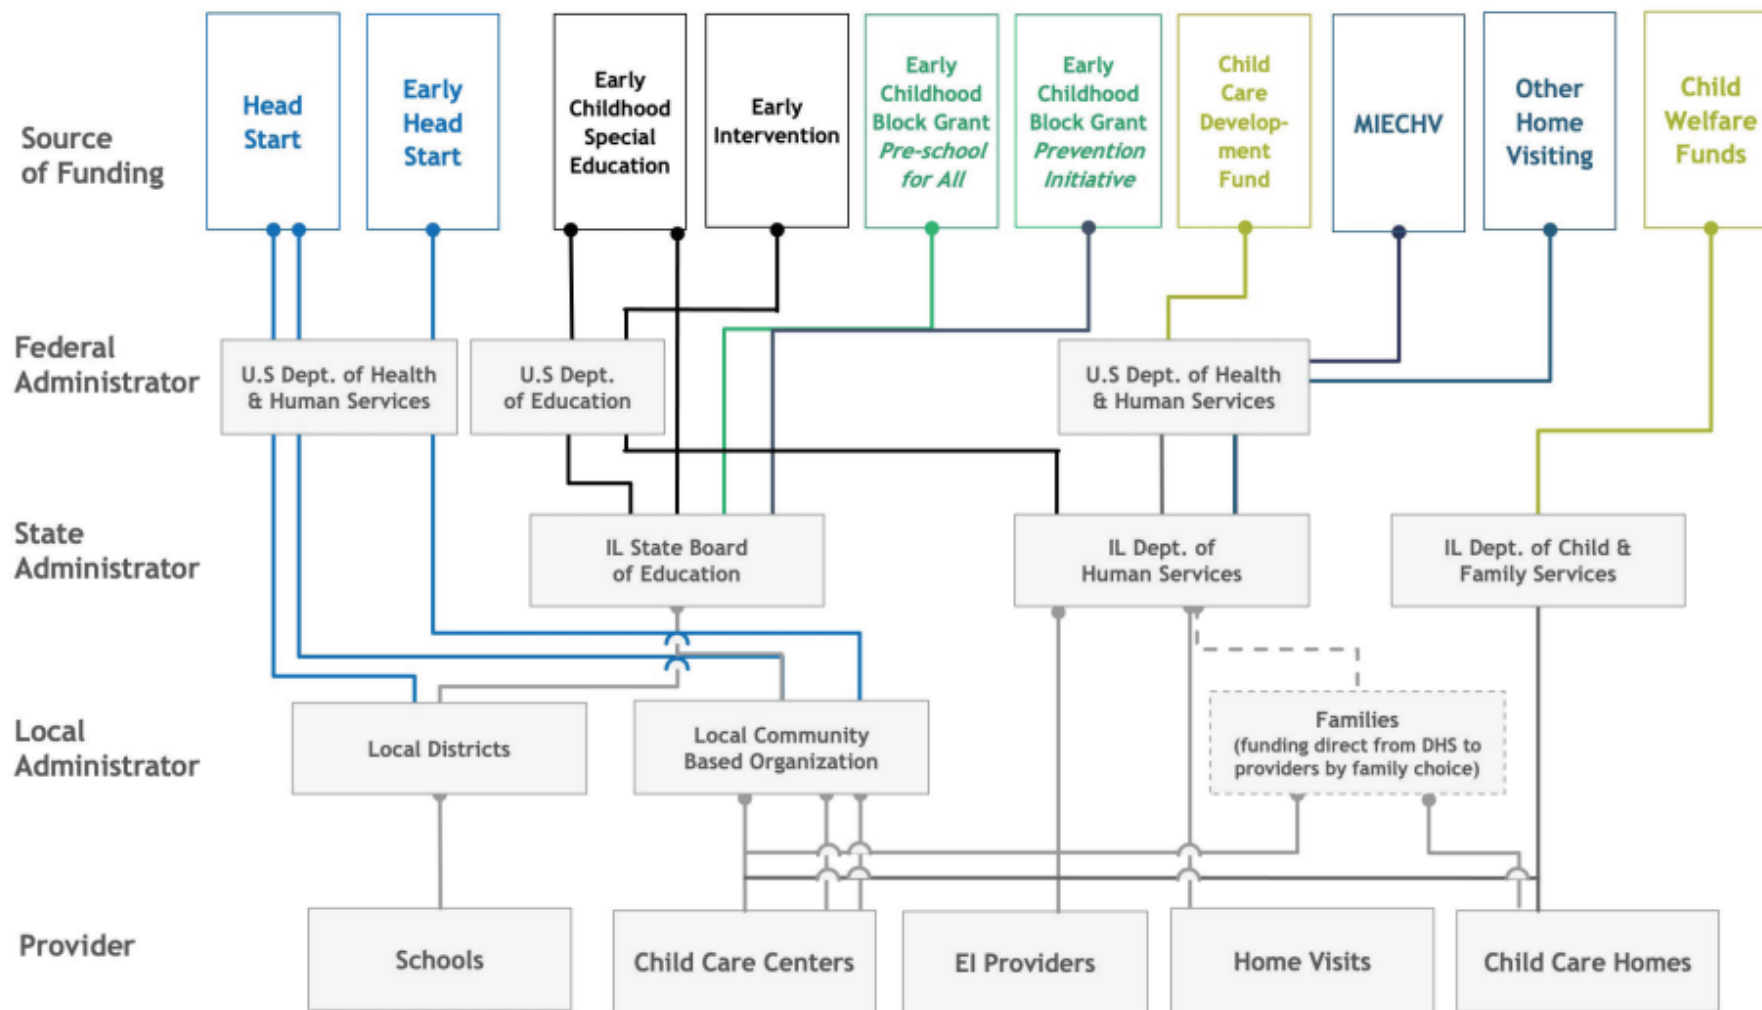 Source
of Funding
Head
Start
Early
Head
Start
Early
Childhood
Special
Education
Early
Intervention
Early
Childhood
Block Grant
Pre-school
for All
Early
Childhood
Block Grant
Prevention
Initiative
Child
Care
Develop-
ment
Fund
MIECHV
Other
Home
Visiting
Child
Welfare
Funds
Federal
Administrator
U.S Dept. of Health
& Human Services
U.S Dept.
of Education
U.S Dept. of Health
& Human Services
State
Administrator
IL State Board
of Education
IL Dept. of
Human Services
IL Dept. of Child &
Family Services
Local
Administrator
Local Districts
Local Community
Based Organization
Families
(funding direct from DHS to
providers by family choice)
Provider
Schools
Child Care Centers
EI Providers
Home Visits
Child Care Homes